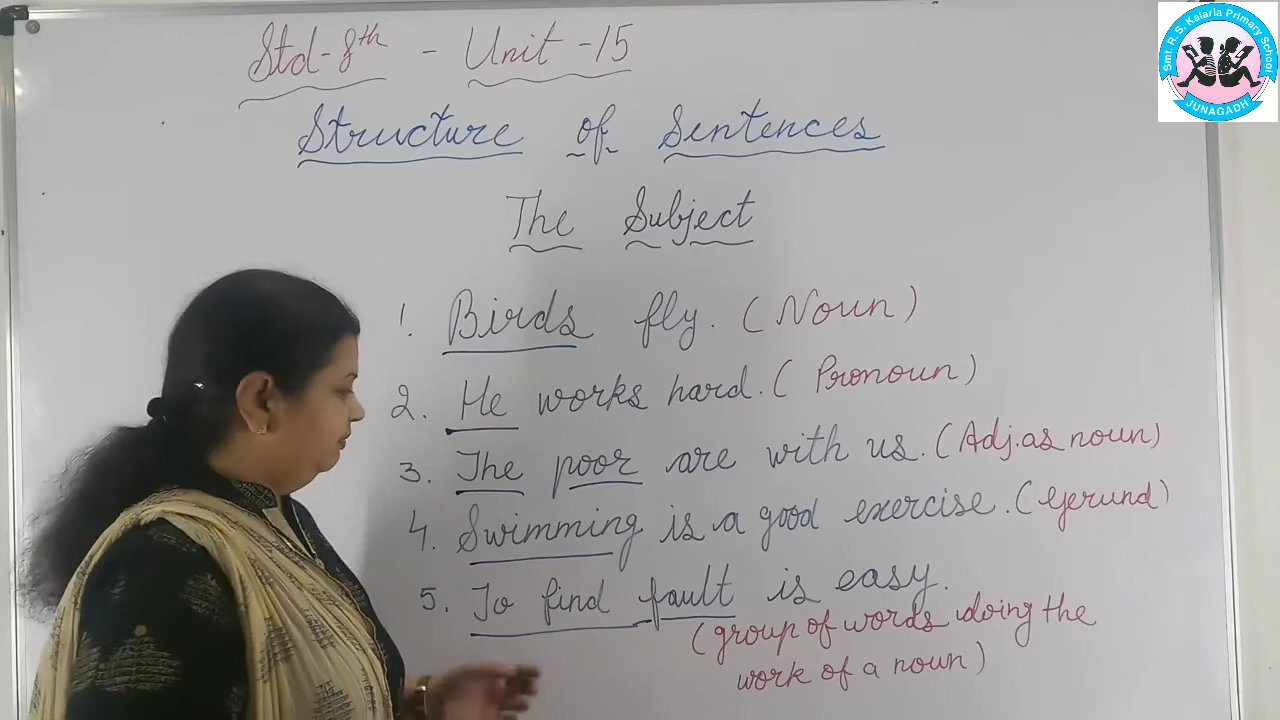 Std-8th - Unit-15
Structure of Sentences
The Subject
1. Birds fly. (Noun)
2. He works hard. (Pronoun)
3. The poor are with us. (Adj. as noun)
4. Swimming is a good exercise. (Gerund)
5. To find fault is easy.
(group of words doing the
work of a noun)
Smt. R. S. Kalaria Primary School
JUNAGADH